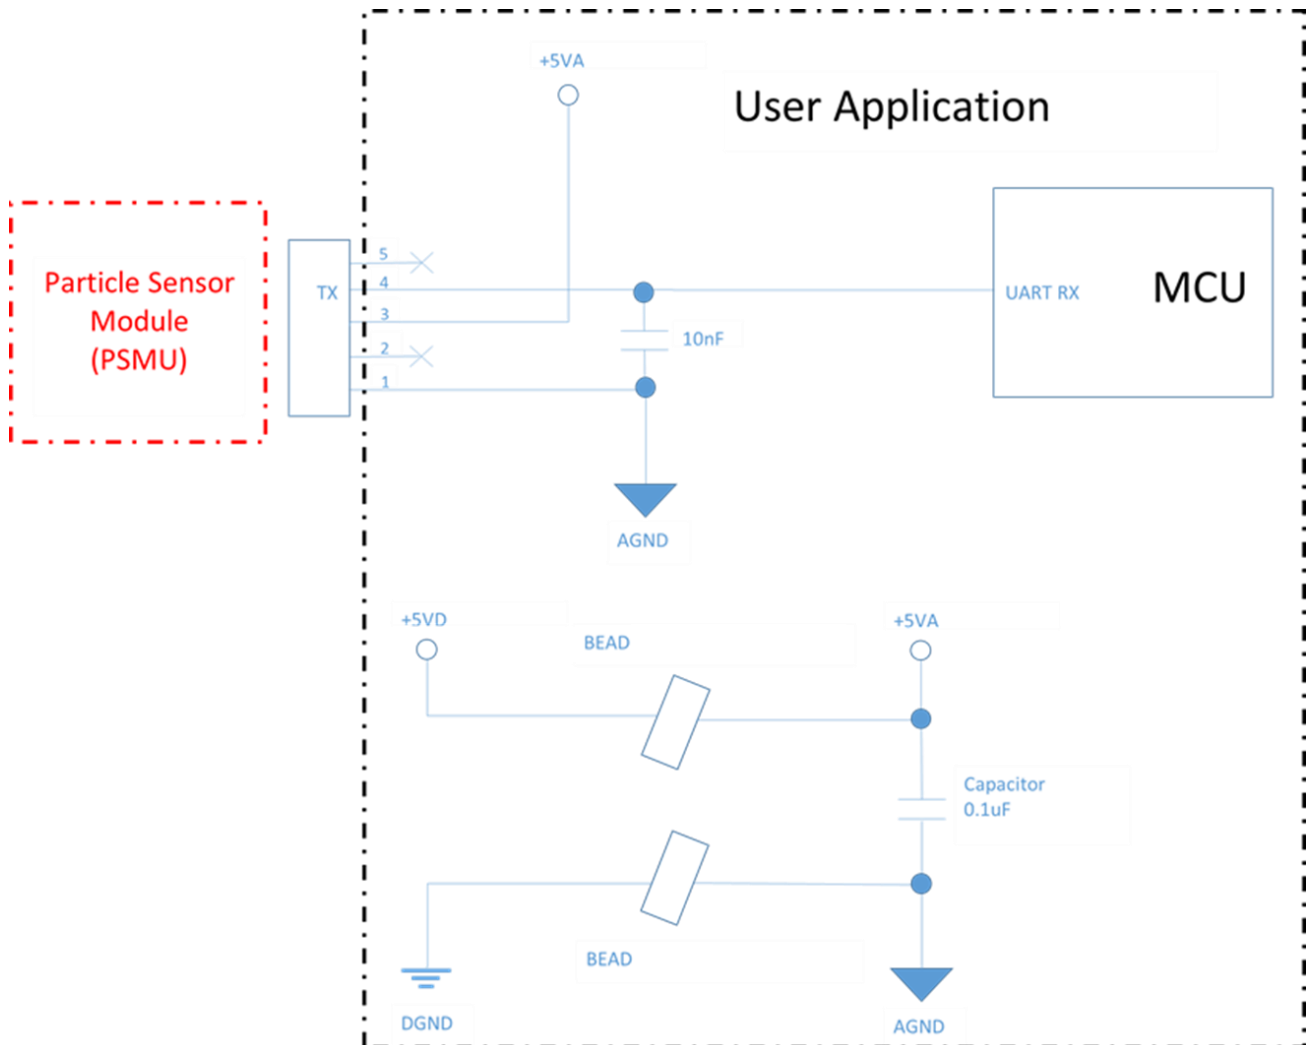 +5VA
User Application
Particle Sensor
Module
(PSMU)
TX
5
4
3
2
1
10nF
UART RX
MCU
AGND
+5VD
BEAD
+5VA
Capacitor
0.1uF
BEAD
DGND
AGND